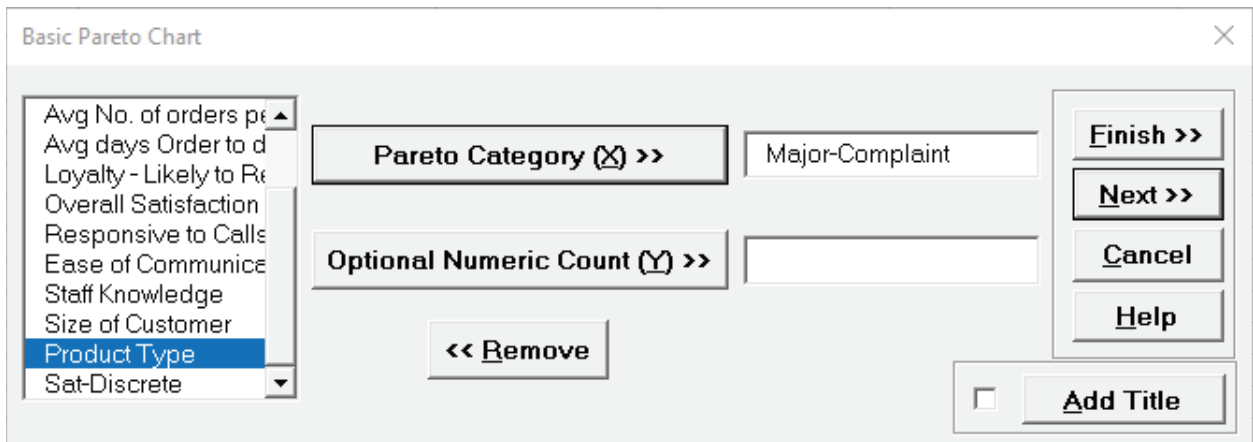 Basic Pareto Chart
Avg No. of orders pe
Avg days Order to d
Loyalty - Likely to Re
Overall Satisfaction
Responsive to Calls
Ease of Communica
Staff Knowledge
Size of Customer
Product Type
Sat-Discrete
Pareto Category (X) >>
Major-Complaint
Optional Numeric Count (Y) >>
<< Remove
Finish >>
Next >>
Cancel
Help
Add Title